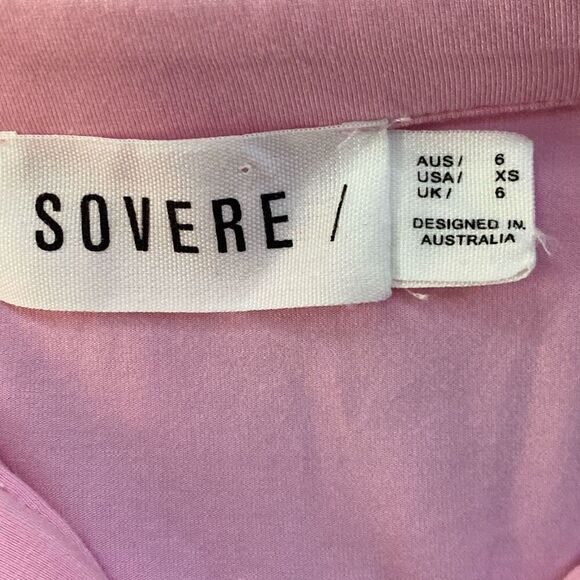 SOVERE /
AUS / 6
USA / XS
UK / 6
DESIGNED IN
AUSTRALIA